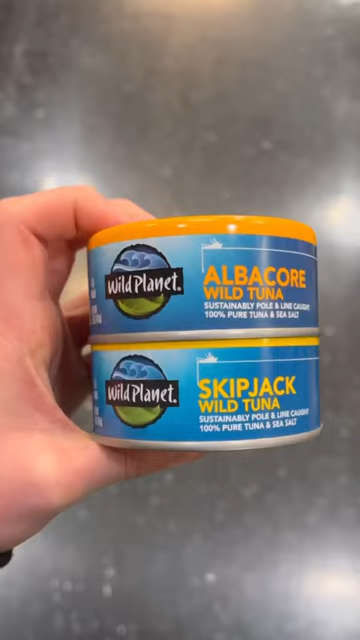 Wild Planet.
ALBACORE
WILD TUNA
SUSTAINABLY POLE & LINE CAUGHT
100% PURE TUNA & SEA SALT
Wild Planet.
SKIPJACK
WILD TUNA
SUSTAINABLY POLE & LINE CAUGHT
100% PURE TUNA & SEA SALT